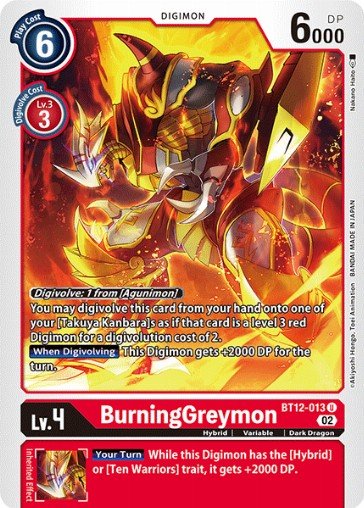 Play Cost
6
DIGIMON
DP
6000
Digivolve Cost
Lv.3
3
Nakano Haito
©Akiyoshi Hongo, Toei Animation BANDAI MADE IN JAPAN
Digivolve: 1 from [Agunimon]
You may digivolve this card from your hand onto one of
your [Takuya Kanbara]s as if that card is a level 3 red
Digimon for a digivolution cost of 2.
When Digivolving This Digimon gets +2000 DP for the
turn.
BT12-013 U
Lv.4
BurningGreymon
02
Hybrid | Variable | Dark Dragon
Inherited Effect
Your Turn While this Digimon has the [Hybrid]
or [Ten Warriors] trait, it gets +2000 DP.